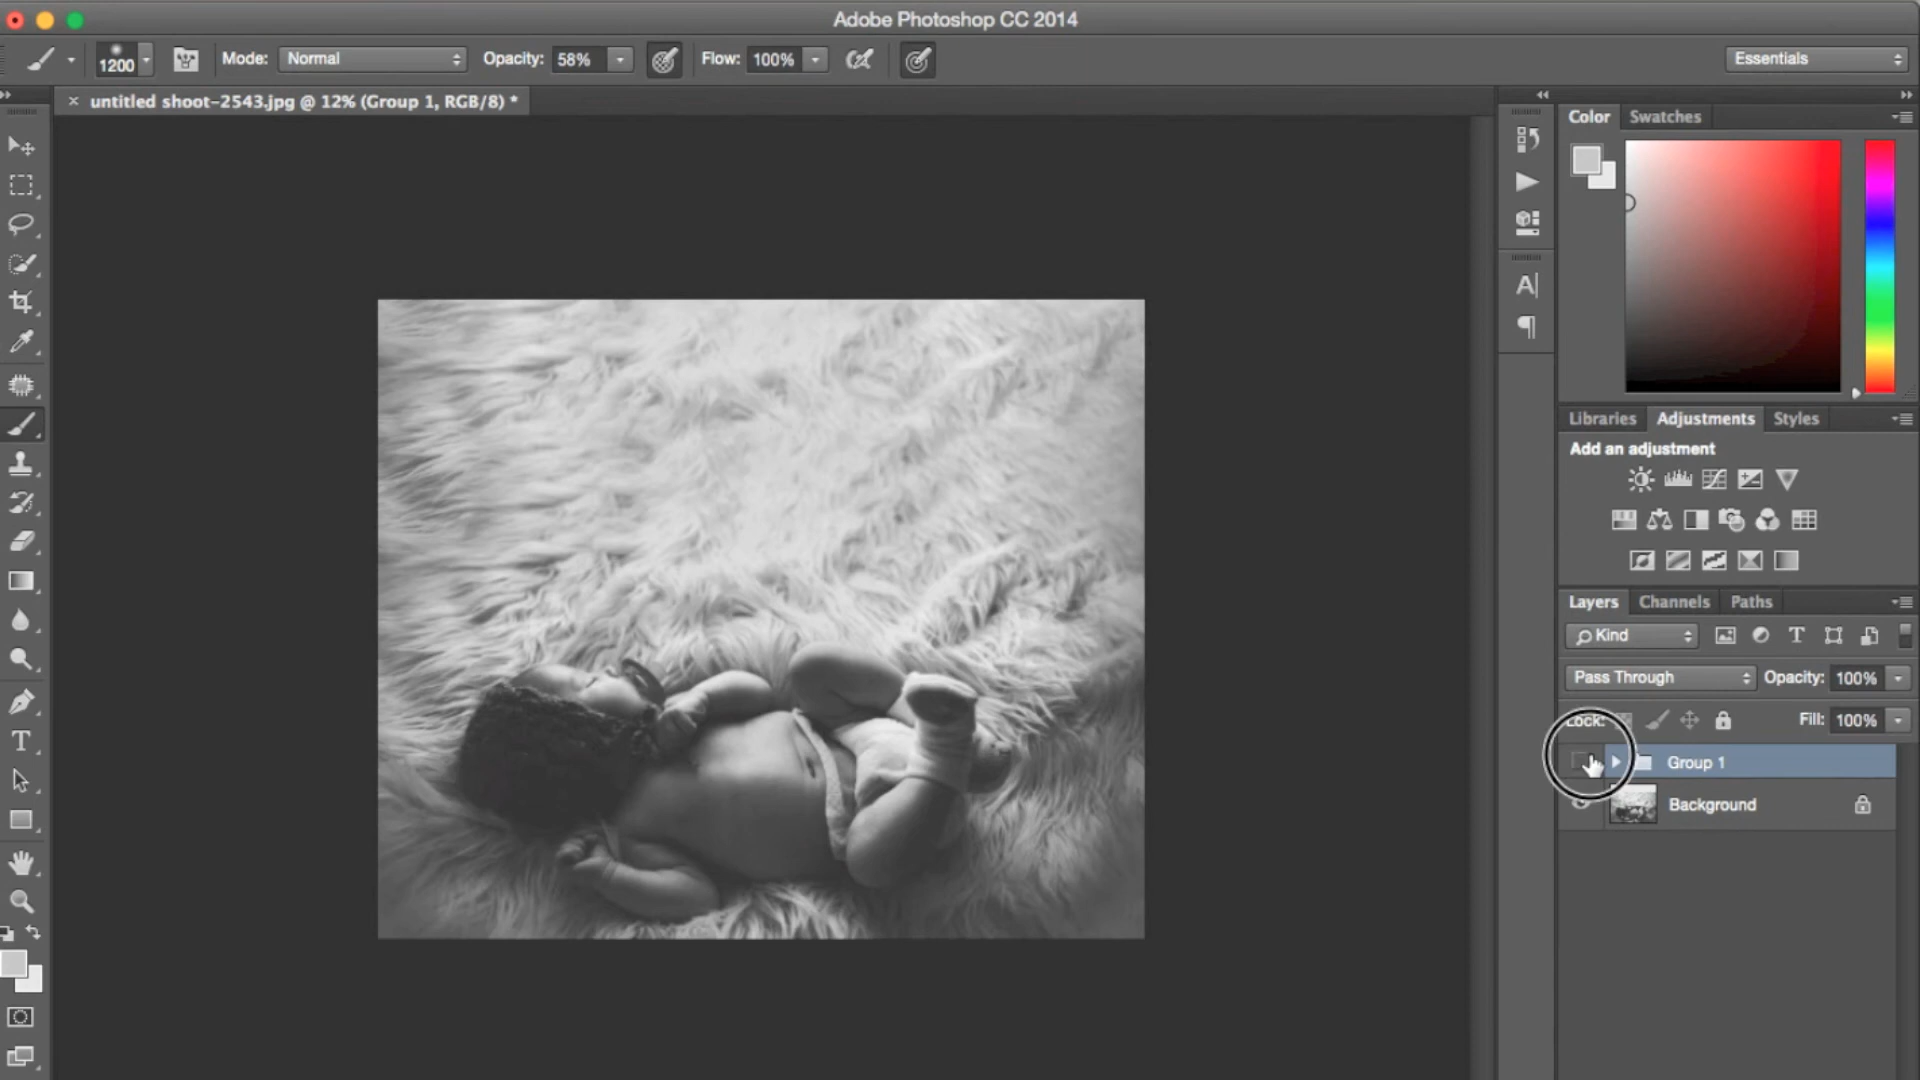 Adobe Photoshop CC 2014
1200 Mode: Normal Opacity: 58% Flow: 100% Essentials
× untitled shoot-2543.jpg @ 12% (Group 1, RGB/8) *
Color Swatches
Libraries Adjustments Styles
Add an adjustment
Layers Channels Paths
Kind
Pass Through Opacity: 100%
Lock: Fill: 100%
Group 1
Background